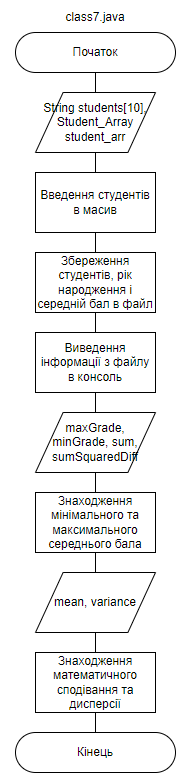 class7.java
Початок
String students[10],
Student_Array
student_arr
Введення студентів
в масив
Збереження
студентів, рік
народження і
середній бал в файл
Виведення
інформації з файлу
в консоль
maxGrade,
minGrade, sum,
sumSquaredDiff
Знаходження
мінімального та
максимального
середнього бала
mean, variance
Знаходження
математичного
сподівання та
дисперсії
Кінець